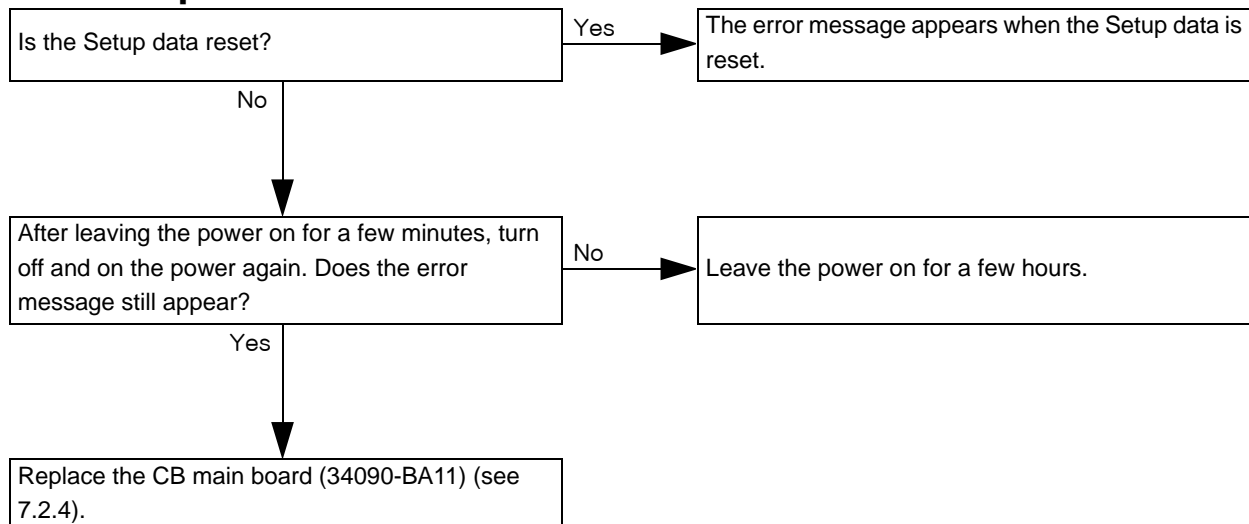 Is the Setup data reset?
Yes
The error message appears when the Setup data is
reset.
No
After leaving the power on for a few minutes, turn
off and on the power again. Does the error
message still appear?
No
Leave the power on for a few hours.
Yes
Replace the CB main board (34090-BA11) (see
7.2.4).